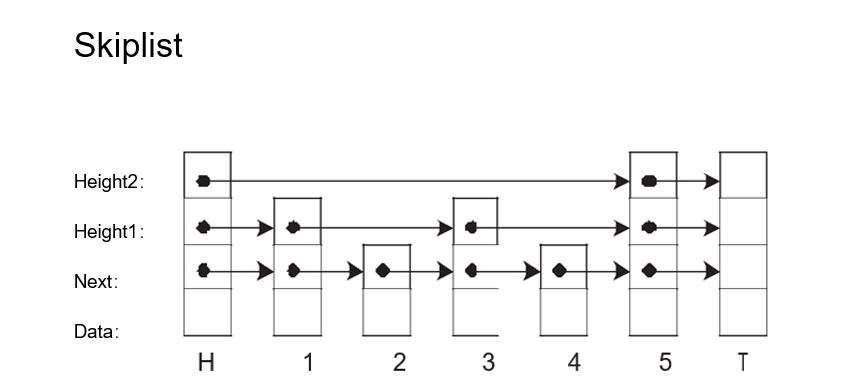 Skiplist
Height2:
Height1:
Next:
Data:
H 1 2 3 4 5 T